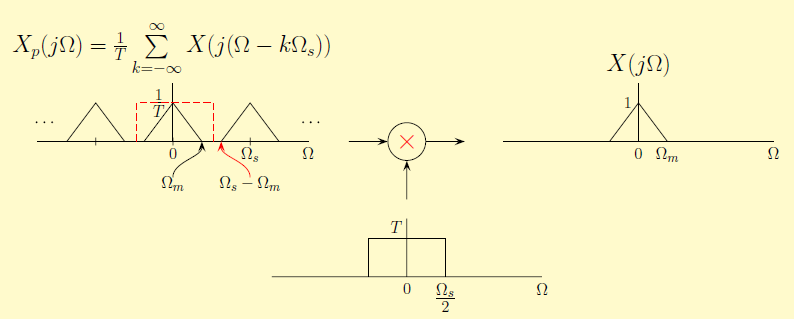 X_p(jΩ) = 1/T ∑_{k=−∞}^{∞} X(j(Ω − kΩ_s))
X(jΩ)
... 1/T ...
1
0 Ω_s Ω
0 Ω_m Ω
×
Ω_m Ω_s − Ω_m
T
0 Ω_s/2 Ω